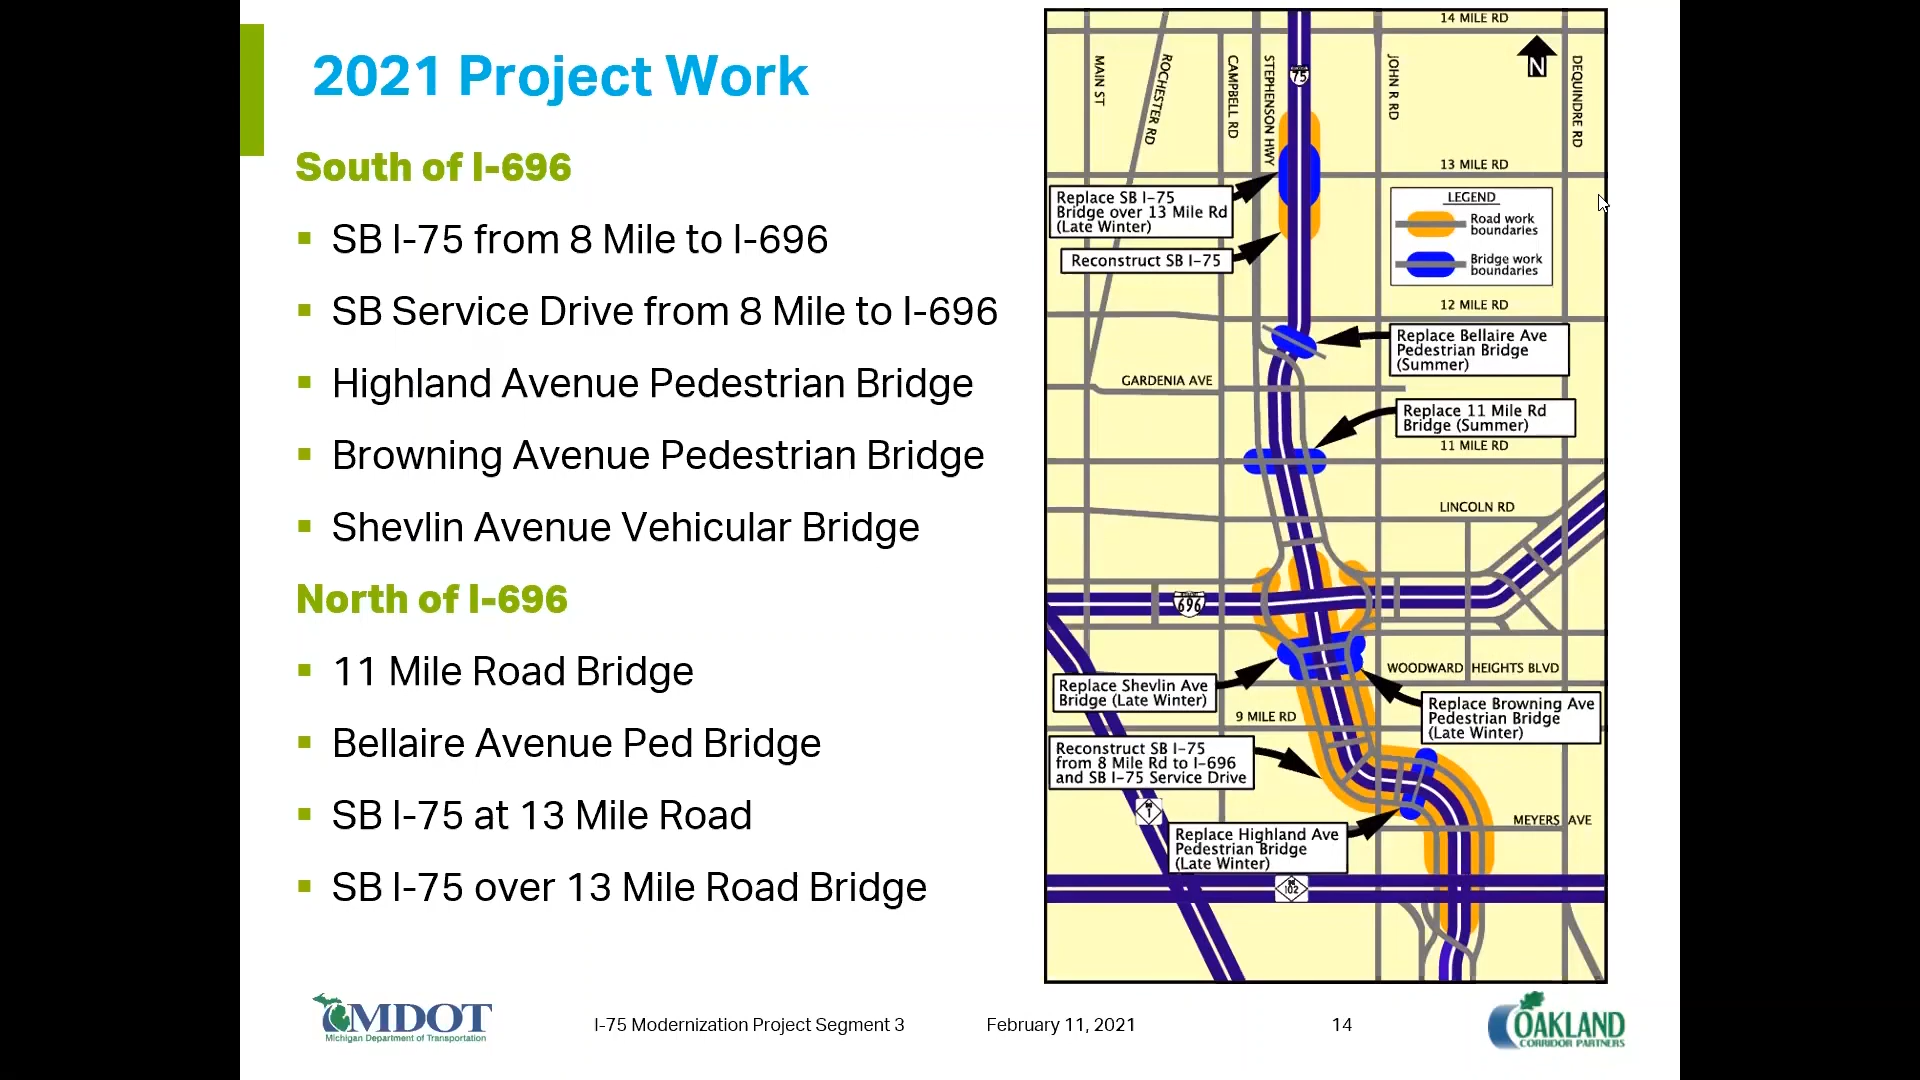 2021 Project Work
South of I-696
SB I-75 from 8 Mile to I-696
SB Service Drive from 8 Mile to I-696
Highland Avenue Pedestrian Bridge
Browning Avenue Pedestrian Bridge
Shevlin Avenue Vehicular Bridge
North of I-696
11 Mile Road Bridge
Bellaire Avenue Ped Bridge
SB I-75 at 13 Mile Road
SB I-75 over 13 Mile Road Bridge
14 MILE RD
N
MAIN ST
ROCHESTER RD
CAMPBELL RD
STEPHENSON HWY
75
JOHN R RD
DEQUINDRE RD
13 MILE RD
Replace SB I-75
Bridge over 13 Mile Rd
(Late Winter)
Reconstruct SB I-75
LEGEND
Road work
boundaries
Bridge work
boundaries
12 MILE RD
Replace Bellaire Ave
Pedestrian Bridge
(Summer)
GARDENIA AVE
Replace 11 Mile Rd
Bridge (Summer)
11 MILE RD
LINCOLN RD
696
WOODWARD HEIGHTS BLVD
Replace Shevlin Ave
Bridge (Late Winter)
Replace Browning Ave
Pedestrian Bridge
(Late Winter)
9 MILE RD
Reconstruct SB I-75
from 8 Mile Rd to I-696
and SB I-75 Service Drive
M
1
MEYERS AVE
Replace Highland Ave
Pedestrian Bridge
(Late Winter)
M
102
MDOT
Michigan Department of Transportation
I-75 Modernization Project Segment 3
February 11, 2021
14
OAKLAND
CORRIDOR PARTNERS